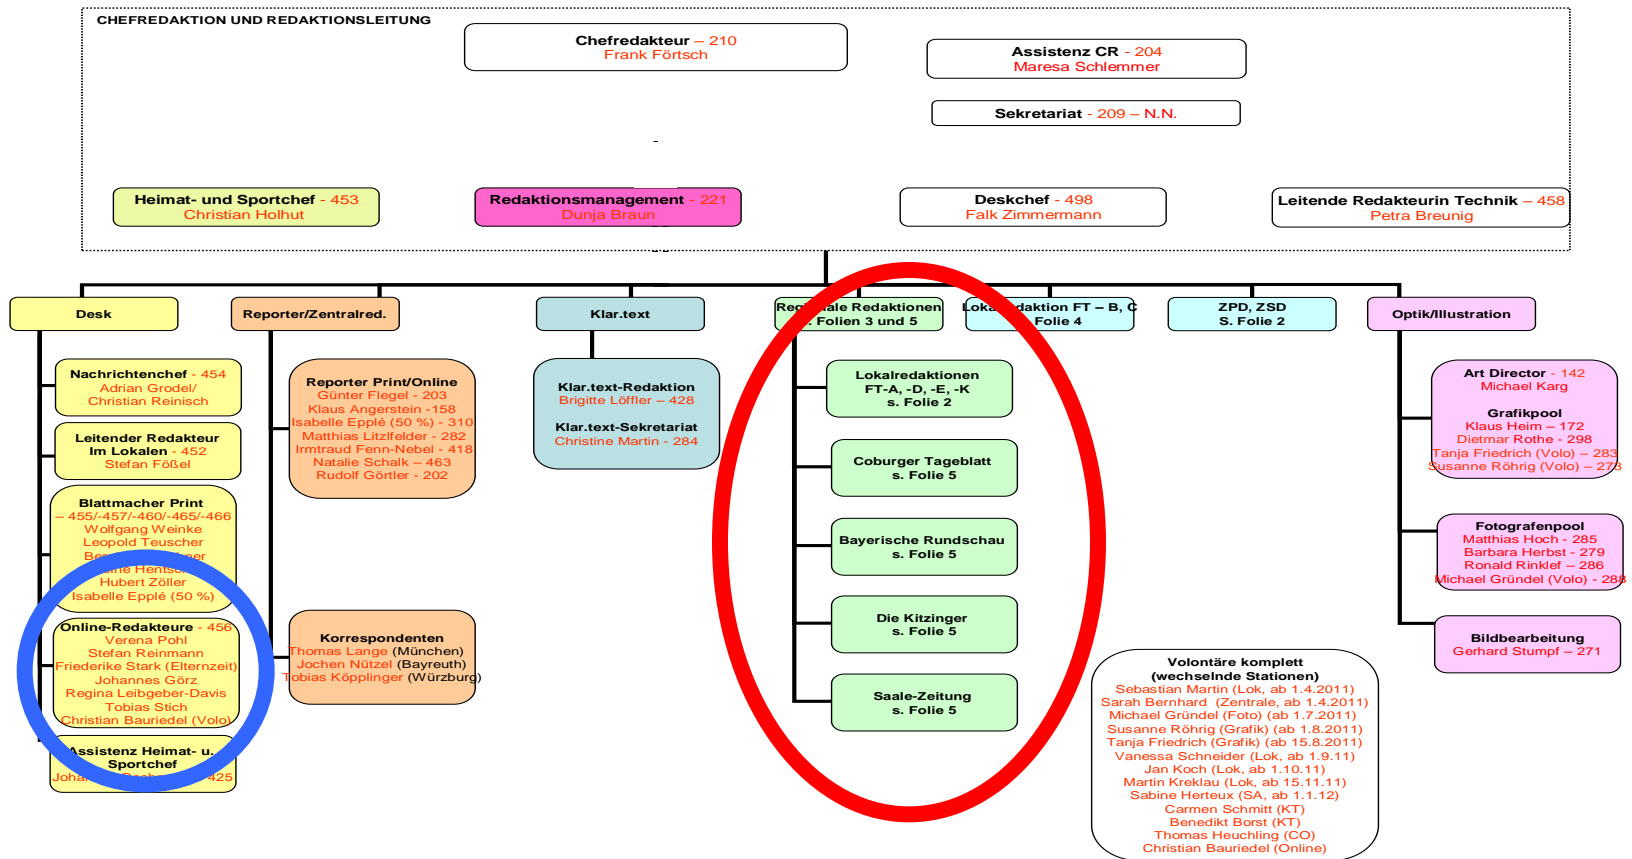 CHEFREDAKTION UND REDAKTIONSLEITUNG
Chefredakteur – 210
Frank Förtsch
Assistenz CR - 204
Maresa Schlemmer
Sekretariat - 209 – N.N.
Heimat- und Sportchef - 453
Christian Holhut
Redaktionsmanagement - 221
Dunja Braun
Deskchef - 498
Falk Zimmermann
Leitende Redakteurin Technik – 458
Petra Breunig
Desk
Nachrichtenchef - 454
Adrian Grodel/
Christian Reinisch
Leitender Redakteur
Im Lokalen - 452
Stefan Fößel
Blattmacher Print
– 455/-457/-460/-465/-466
Wolfgang Weinke
Leopold Teuscher
Hubert Zöller
Isabelle Epplé (50 %)
Online-Redakteure - 456
Verena Pohl
Stefan Reinmann
Friederike Stark (Elternzeit)
Johannes Görz
Regina Leibgeber-Davis
Tobias Stich
Christian Bauriedel (Volo)
Assistenz Heimat- u.
Sportchef
425
Reporter/Zentralred.
Reporter Print/Online
Günter Flegel - 203
Klaus Angerstein -158
Isabelle Epplé (50 %) - 310
Matthias Litzlfelder - 282
Irmtraud Fenn-Nebel - 418
Natalie Schalk – 463
Rudolf Görtler - 202
Korrespondenten
Thomas Lange (München)
Jochen Nützel (Bayreuth)
Tobias Köpplinger (Würzburg)
Klar.text
Klar.text-Redaktion
Brigitte Löffler – 428
Klar.text-Sekretariat
Christine Martin - 284
Regionale Redaktionen
s. Folien 3 und 5
Lokalredaktionen
FT-A, -D, -E, -K
s. Folie 2
Coburger Tageblatt
s. Folie 5
Bayerische Rundschau
s. Folie 5
Die Kitzinger
s. Folie 5
Saale-Zeitung
s. Folie 5
Lokalredaktion FT – B, C
Folie 4
ZPD, ZSD
S. Folie 2
Optik/Illustration
Art Director - 142
Michael Karg
Grafikpool
Klaus Heim – 172
Dietmar Rothe - 298
Tanja Friedrich (Volo) – 283
Susanne Röhrig (Volo) – 273
Fotografenpool
Matthias Hoch - 285
Barbara Herbst - 279
Ronald Rinklef – 286
Michael Gründel (Volo) - 288
Bildbearbeitung
Gerhard Stumpf – 271
Volontäre komplett
(wechselnde Stationen)
Sebastian Martin (Lok, ab 1.4.2011)
Sarah Bernhard (Zentrale, ab 1.4.2011)
Michael Gründel (Foto) (ab 1.7.2011)
Susanne Röhrig (Grafik) (ab 1.8.2011)
Tanja Friedrich (Grafik) (ab 15.8.2011)
Vanessa Schneider (Lok, ab 1.9.11)
Jan Koch (Lok, ab 1.10.11)
Martin Kreklau (Lok, ab 15.11.11)
Sabine Herteux (SA, ab 1.1.12)
Carmen Schmitt (KT)
Benedikt Borst (KT)
Thomas Heuchling (CO)
Christian Bauriedel (Online)